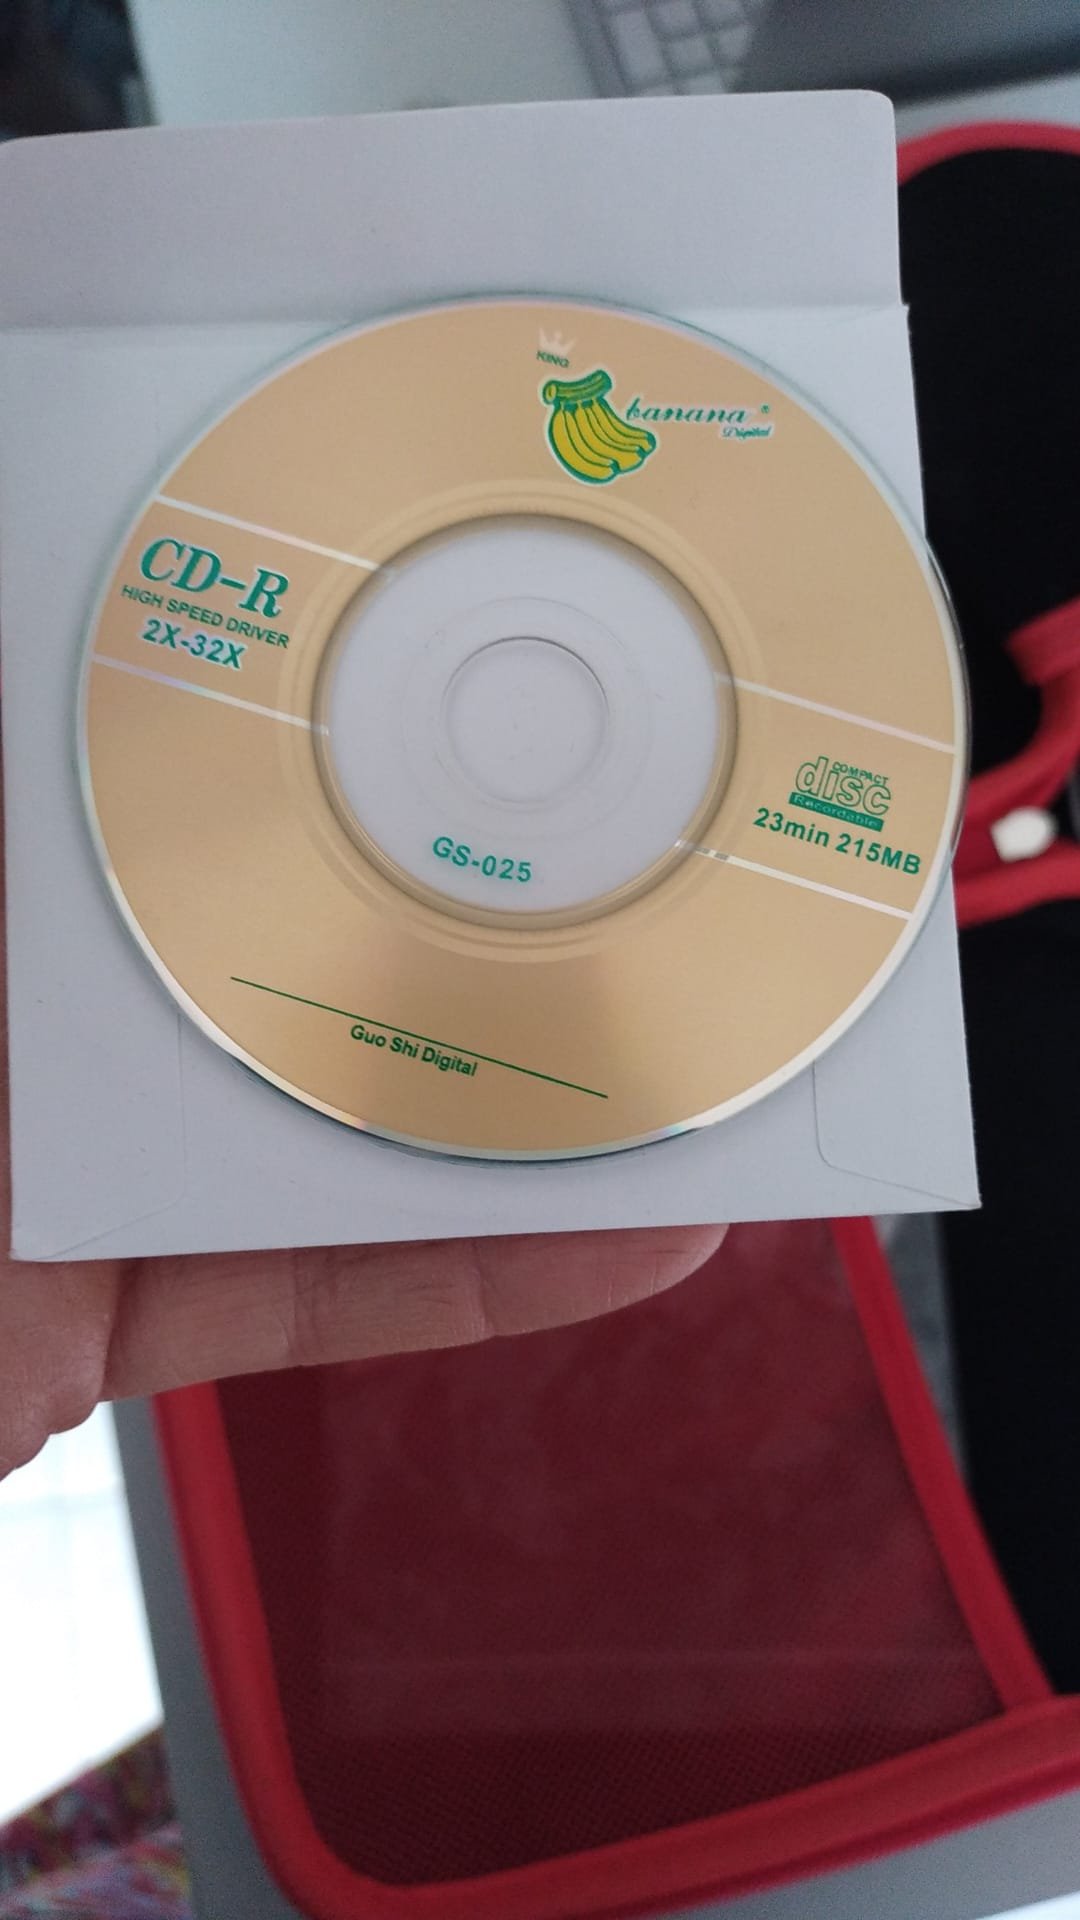 KING
banana ®
Digital
CD-R
HIGH SPEED DRIVER
2X-32X
COMPACT
disc
Recordable
23min 215MB
GS-025
Guo Shi Digital